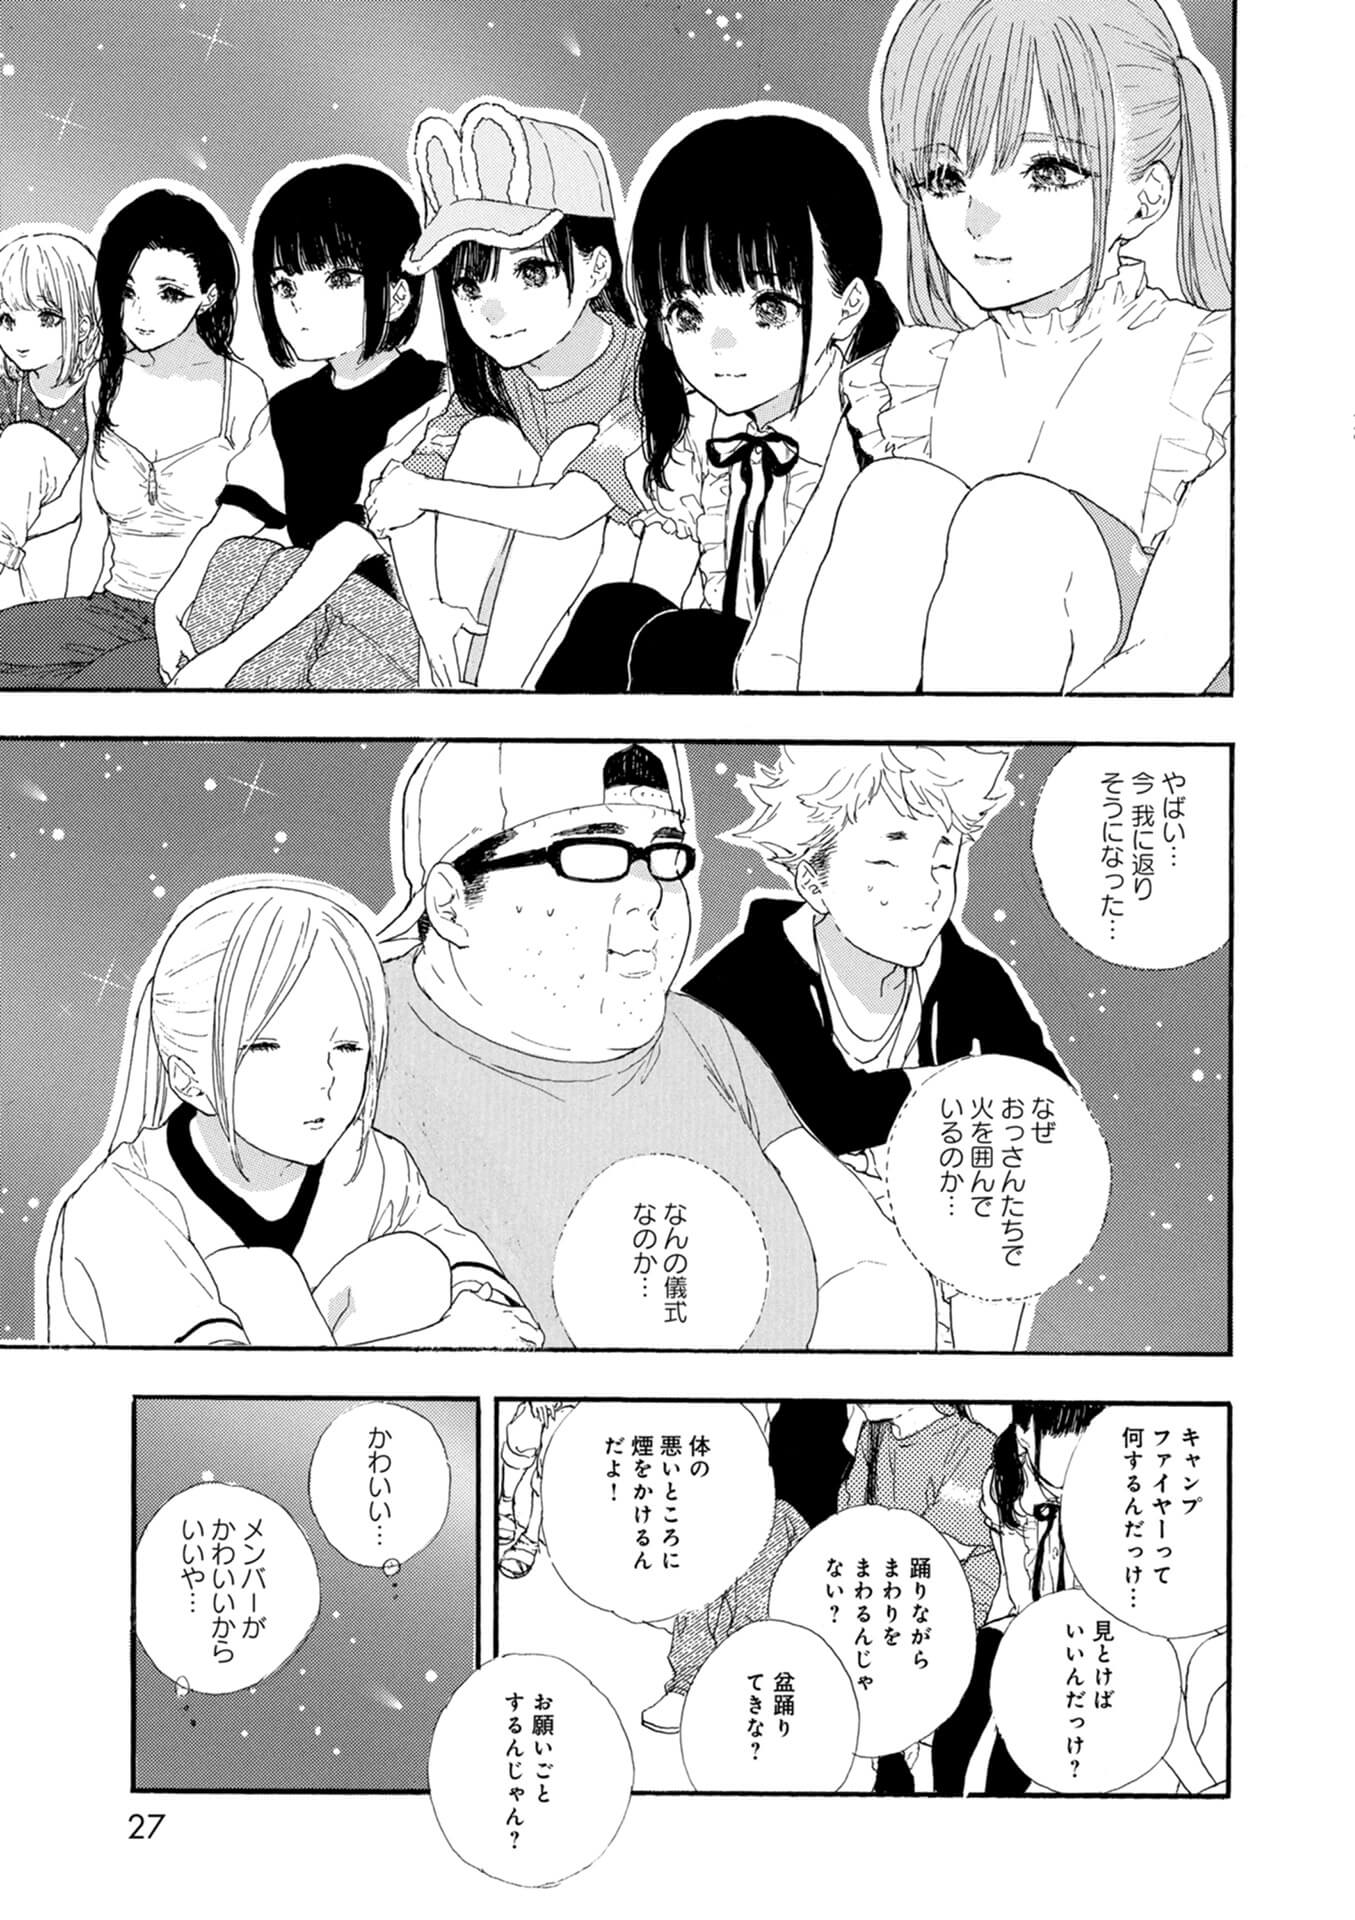 やばい…
今 我に返り
そうになった…
なぜ
おっさんたちで
火を囲んで
いるのか…
なんの儀式
なのか…
キャンプ
ファイヤーって
何するんだっけ…
見とけば
いいんだっけ?
踊りながら
まわりを
まわるんじゃ
ない?
盆踊り
てきな?
体の
悪いところに
煙をかけるん
だよ!
お願いごと
するんじゃん?
かわいい…
メンバーが
かわいいから
いいや…
27